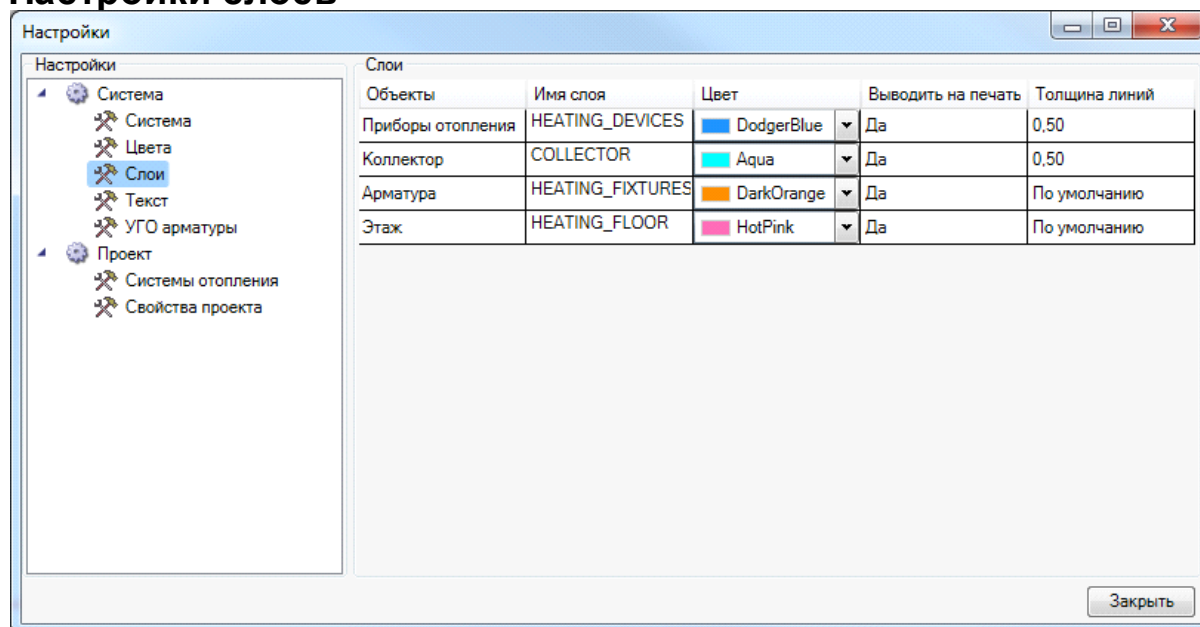 Настройки слоев
Настройки
Настройки
Система
Система
Цвета
Слои
Текст
УГО арматуры
Проект
Системы отопления
Свойства проекта
Слои
Объекты Имя слоя Цвет Выводить на печать Толщина линий
Приборы отопления HEATING_DEVICES DodgerBlue Да 0,50
Коллектор COLLECTOR Aqua Да 0,50
Арматура HEATING_FIXTURES DarkOrange Да По умолчанию
Этаж HEATING_FLOOR HotPink Да По умолчанию
Закрыть